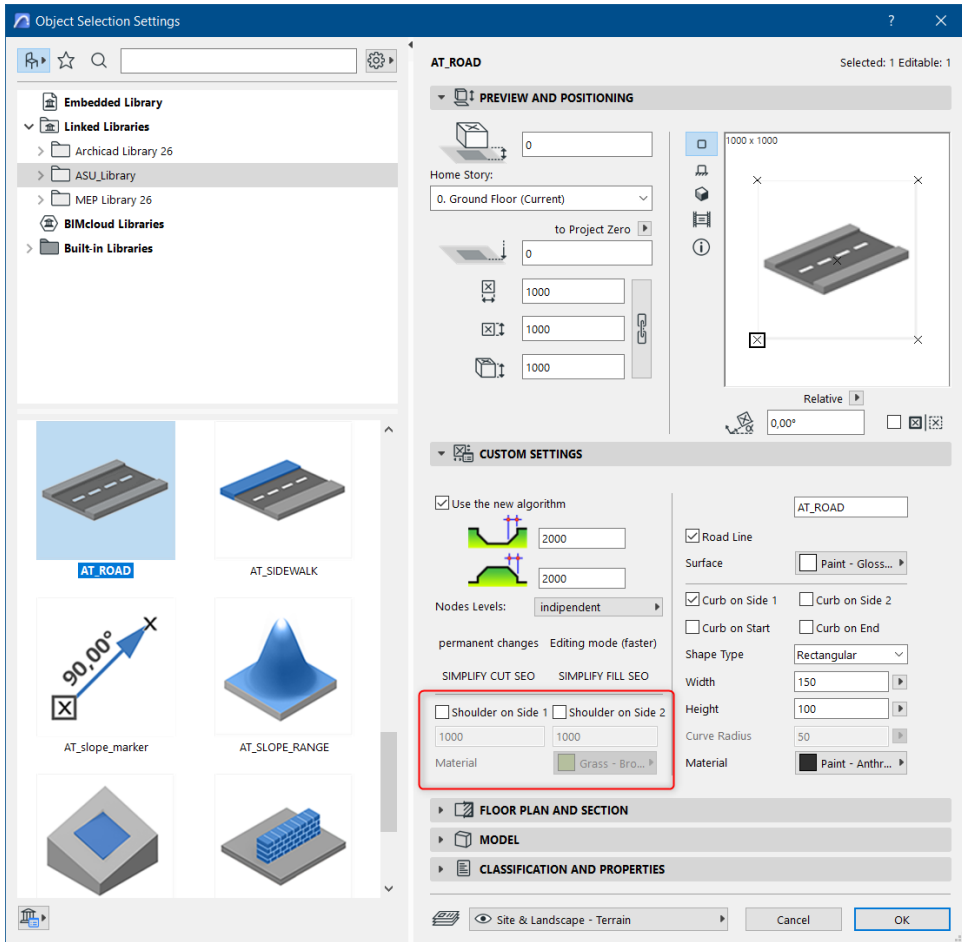 Object Selection Settings
?
AT_ROAD
Selected: 1 Editable: 1
Embedded Library
Linked Libraries
Archicad Library 26
ASU_Library
MEP Library 26
BIMcloud Libraries
Built-in Libraries
PREVIEW AND POSITIONING
0
Home Story:
0. Ground Floor (Current)
to Project Zero
0
1000
1000
1000
1000 x 1000
Relative
0,00°
AT_ROAD
AT_SIDEWALK
90,00°
X
X
AT_slope_marker
AT_SLOPE_RANGE
CUSTOM SETTINGS
Use the new algorithm
2000
2000
Nodes Levels: indipendent
permanent changes Editing mode (faster)
SIMPLIFY CUT SEO SIMPLIFY FILL SEO
Shoulder on Side 1 Shoulder on Side 2
1000 1000
Material Grass - Bro...
AT_ROAD
Road Line
Surface Paint - Gloss...
Curb on Side 1 Curb on Side 2
Curb on Start Curb on End
Shape Type Rectangular
Width 150
Height 100
Curve Radius 50
Material Paint - Anthr...
FLOOR PLAN AND SECTION
MODEL
CLASSIFICATION AND PROPERTIES
Site & Landscape - Terrain
Cancel OK